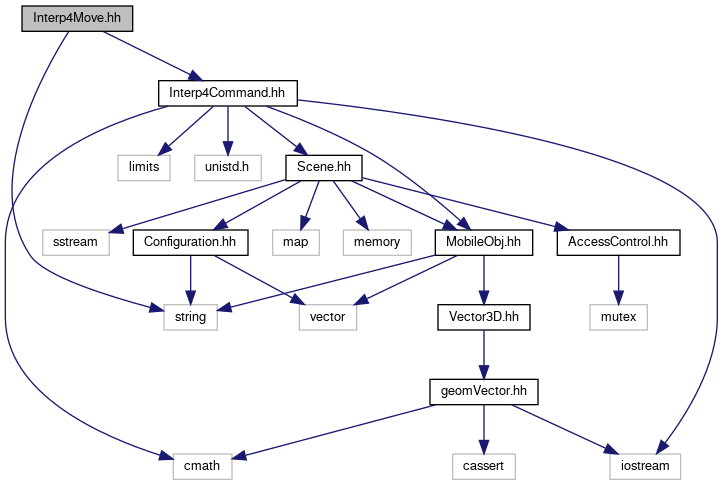 Interp4Move.hh
Interp4Command.hh
limits
unistd.h
Scene.hh
sstream
Configuration.hh
map
memory
MobileObj.hh
AccessControl.hh
string
vector
Vector3D.hh
mutex
geomVector.hh
cmath
cassert
iostream